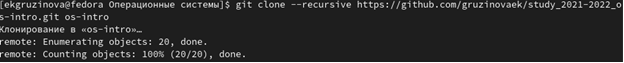 [ekgruzinova@fedora Операционные системы]$ git clone --recursive https://github.com/gruzinovaek/study_2021-2022_o
s-intro.git os-intro
Клонирование в «os-intro»…
remote: Enumerating objects: 20, done.
remote: Counting objects: 100% (20/20), done.